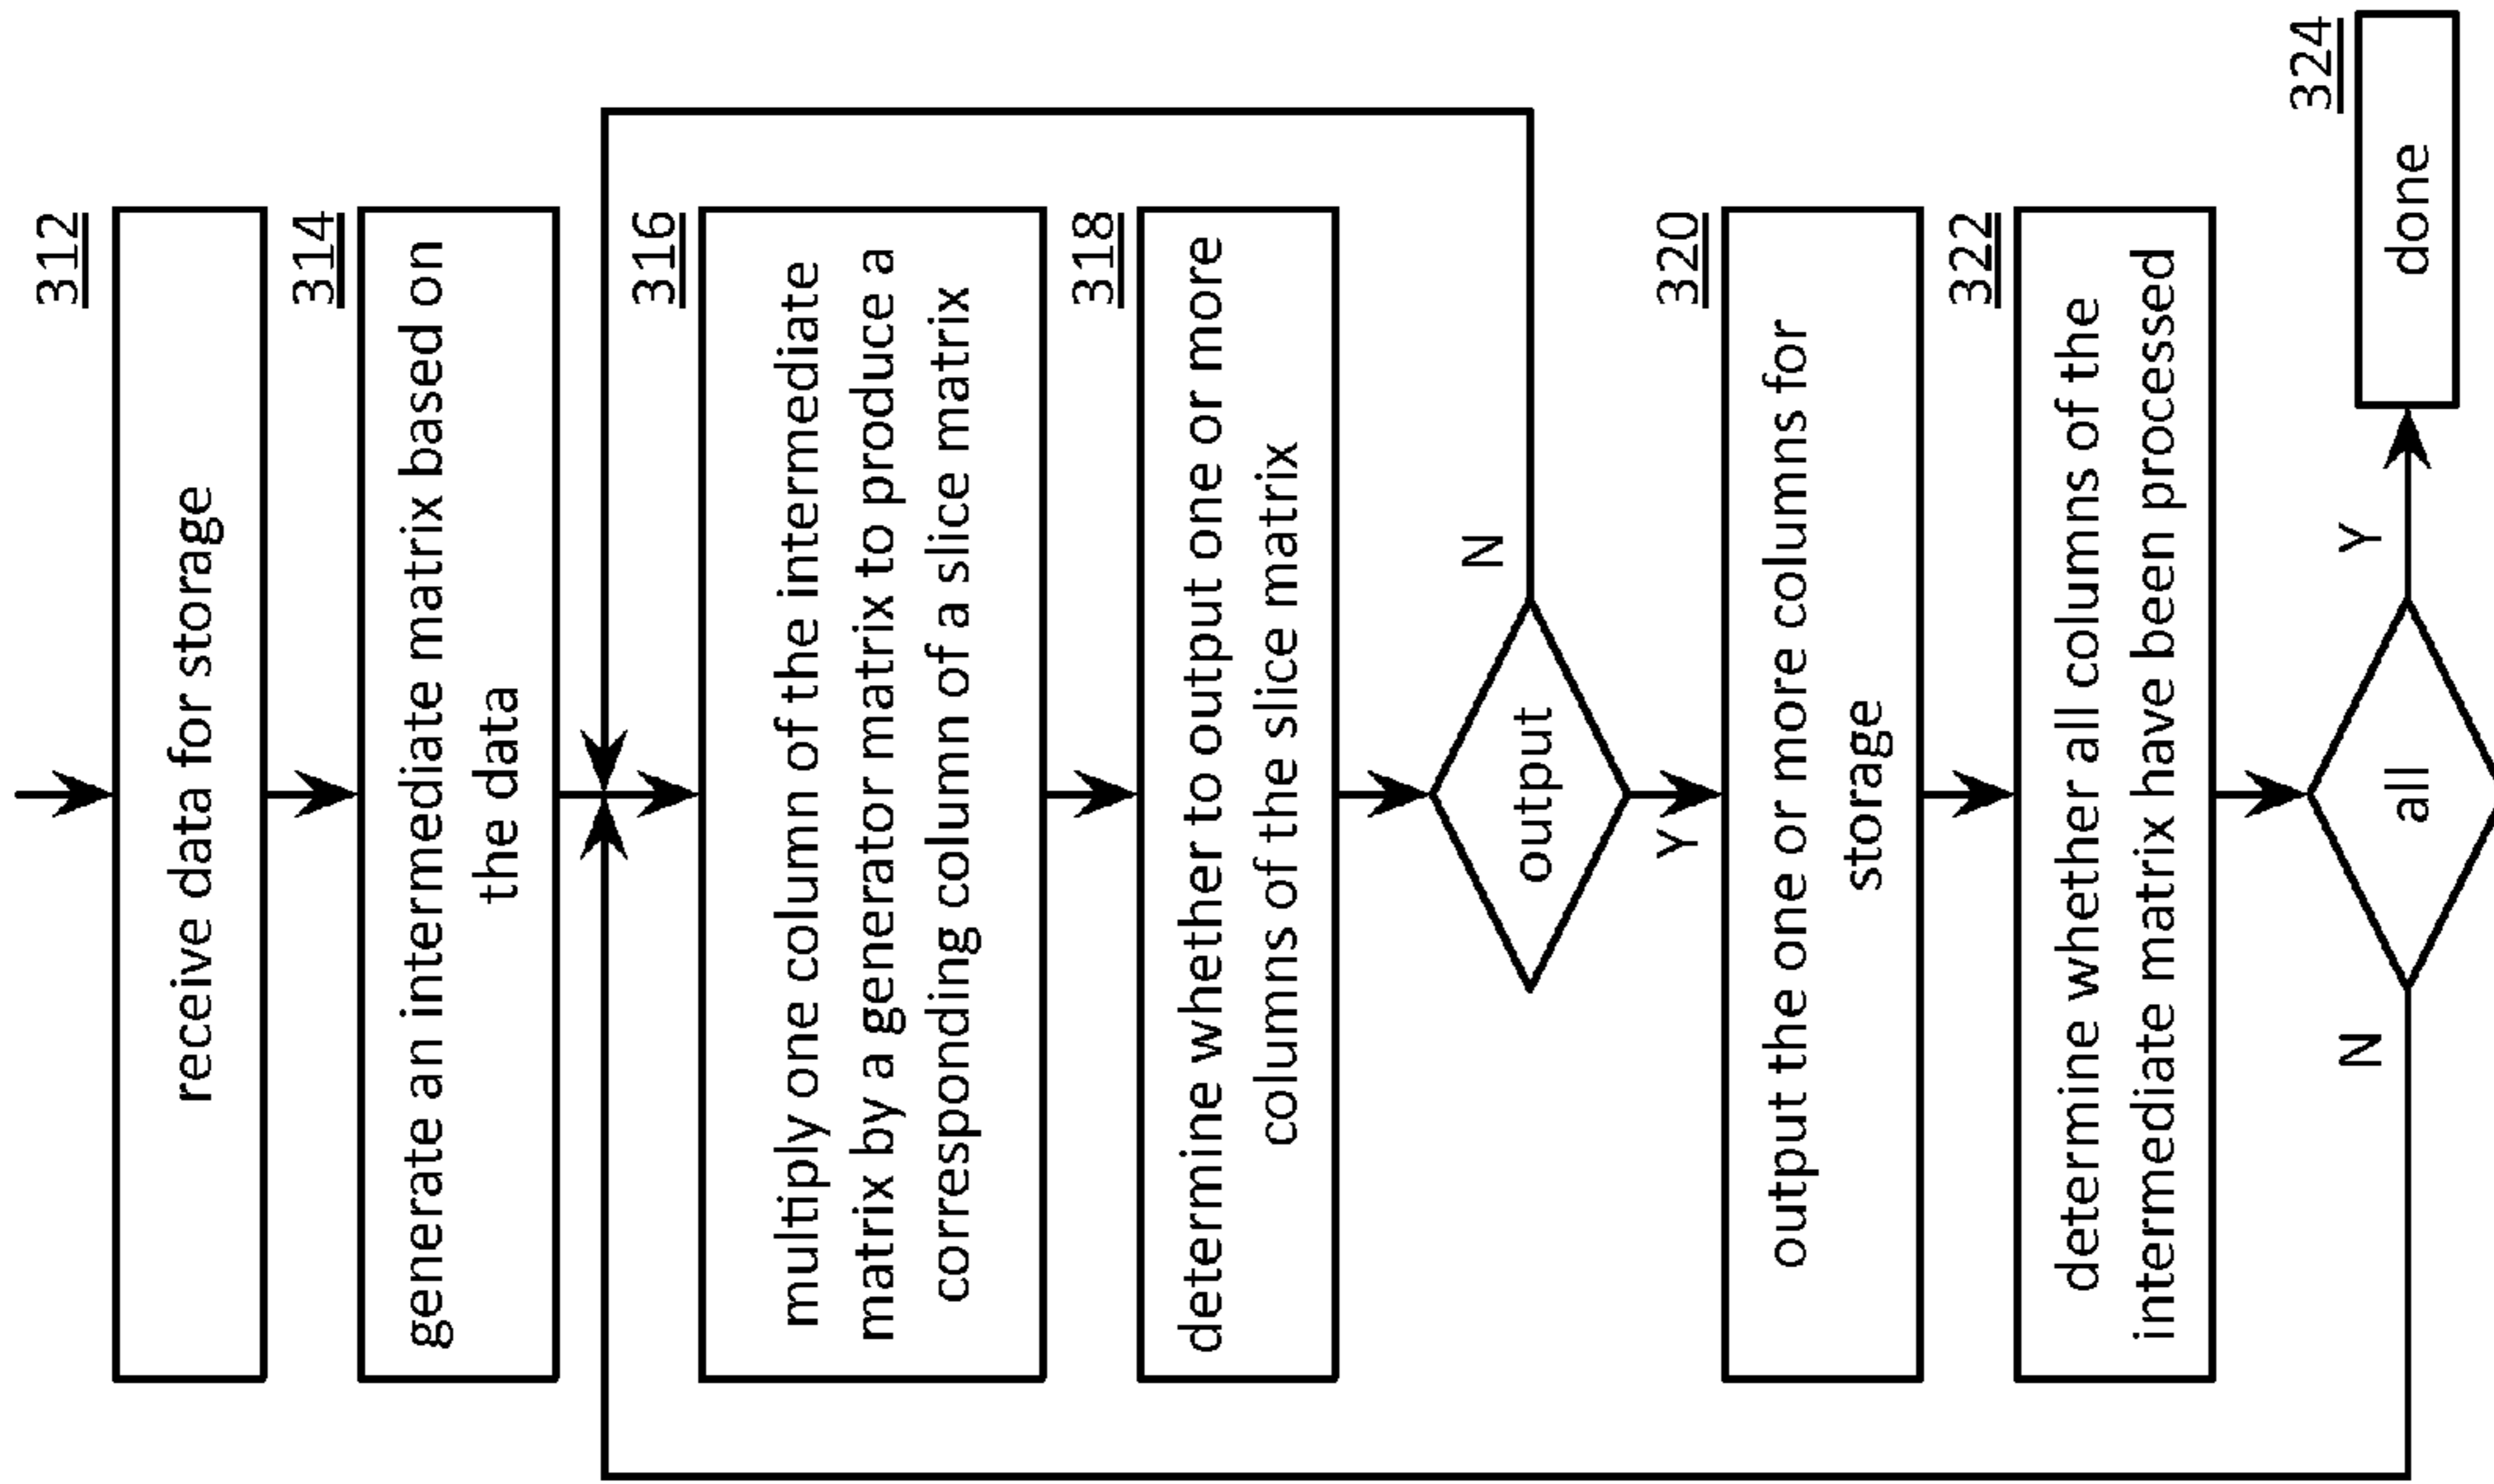 312
receive data for storage
314
generate an intermediate matrix based on
the data
316
multiply one column of the intermediate
matrix by a generator matrix to produce a
corresponding column of a slice matrix
318
determine whether to output one or more
columns of the slice matrix
N
output
Y
320
output the one or more columns for
storage
322
determine whether all columns of the
intermediate matrix have been processed
N
all
Y
324
done